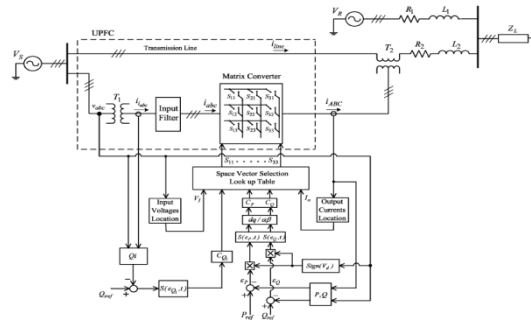 UPFC
V_R
R_1
L_1
V_S
Transmission Line
i_line
T_2
R_2
L_2
Z_L
Matrix Converter
T_1
v_abc
i_abc
Input Filter
i_abc
S_11 S_21 S_31
S_12 S_22 S_32
S_13 S_23 S_33
i_ABC
S_11 . . . . . S_33
Space Vector Selection
Look up Table
Input
Voltages
Location
V_I
C_P C_Q
I_o
Output
Currents
Location
dq / αβ
S(e_P,t)
S(e_Q,t)
Qi
C_Qi
Sign(V_d)
e_P
e_Q
P,Q
Q_iref
S(e_Qi,t)
P_ref
Q_ref